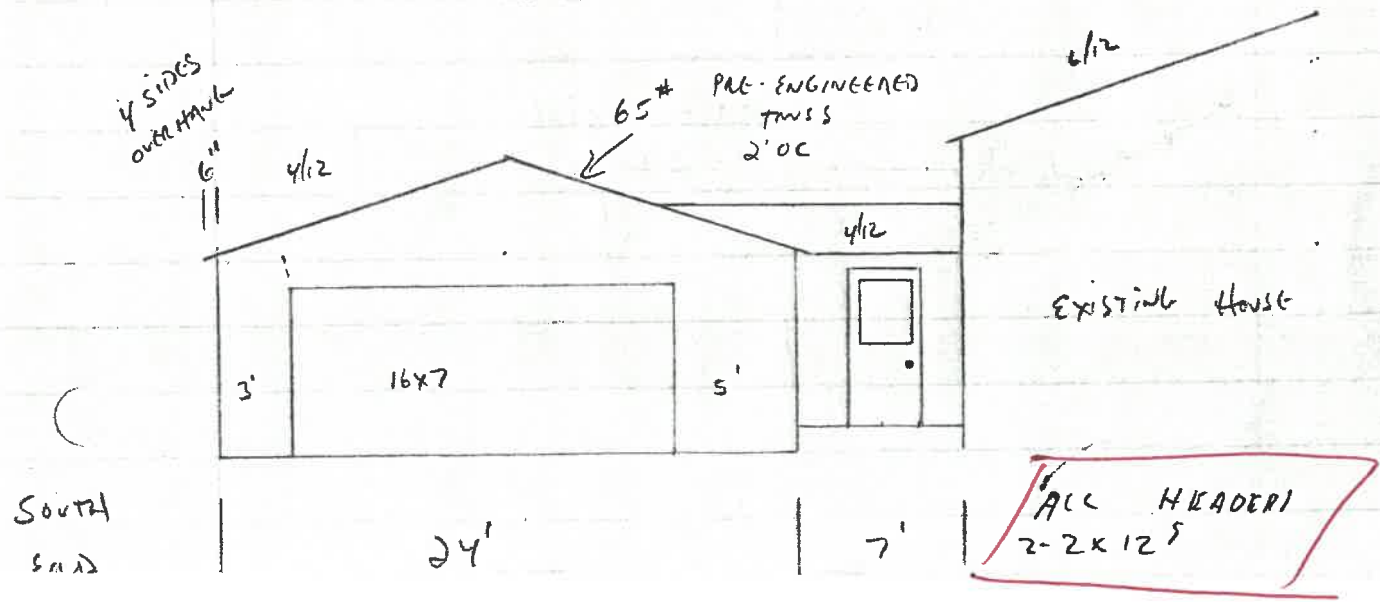 4 SIDES
OVERHANG
6"
4/12
65#
PRE-ENGINEERED
TRUSS
2' OC
6/12
4/12
EXISTING HOUSE
3'
16x7
5'
SOUTH
24'
7'
ALL HEADERS
2-2x12s